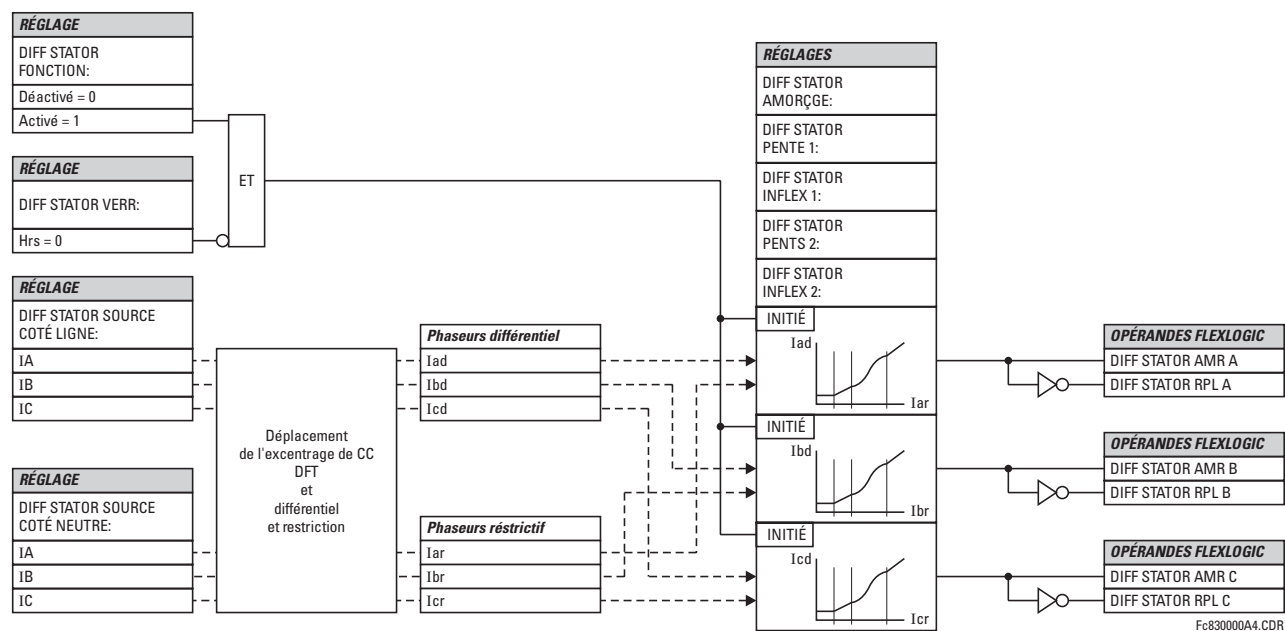 RÉGLAGE
DIFF STATOR
FONCTION:
Déactivé = 0
Activé = 1
RÉGLAGE
DIFF STATOR VERR:
Hrs = 0
ET
RÉGLAGE
DIFF STATOR SOURCE
COTÉ LIGNE:
IA
IB
IC
RÉGLAGE
DIFF STATOR SOURCE
COTÉ NEUTRE:
IA
IB
IC
Déplacement
de l'excentrage de CC
DFT
et
différentiel
et restriction
Phaseurs différentiel
Iad
Ibd
Icd
Phaseurs réstrictif
Iar
Ibr
Icr
RÉGLAGES
DIFF STATOR
AMORÇGE:
DIFF STATOR
PENTE 1:
DIFF STATOR
INFLEX 1:
DIFF STATOR
PENTS 2:
DIFF STATOR
INFLEX 2:
INITIÉ
Iad
Iar
INITIÉ
Ibd
Ibr
INITIÉ
Icd
Icr
OPÉRANDES FLEXLOGIC
DIFF STATOR AMR A
DIFF STATOR RPL A
OPÉRANDES FLEXLOGIC
DIFF STATOR AMR B
DIFF STATOR RPL B
OPÉRANDES FLEXLOGIC
DIFF STATOR AMR C
DIFF STATOR RPL C
Fc830000A4.CDR